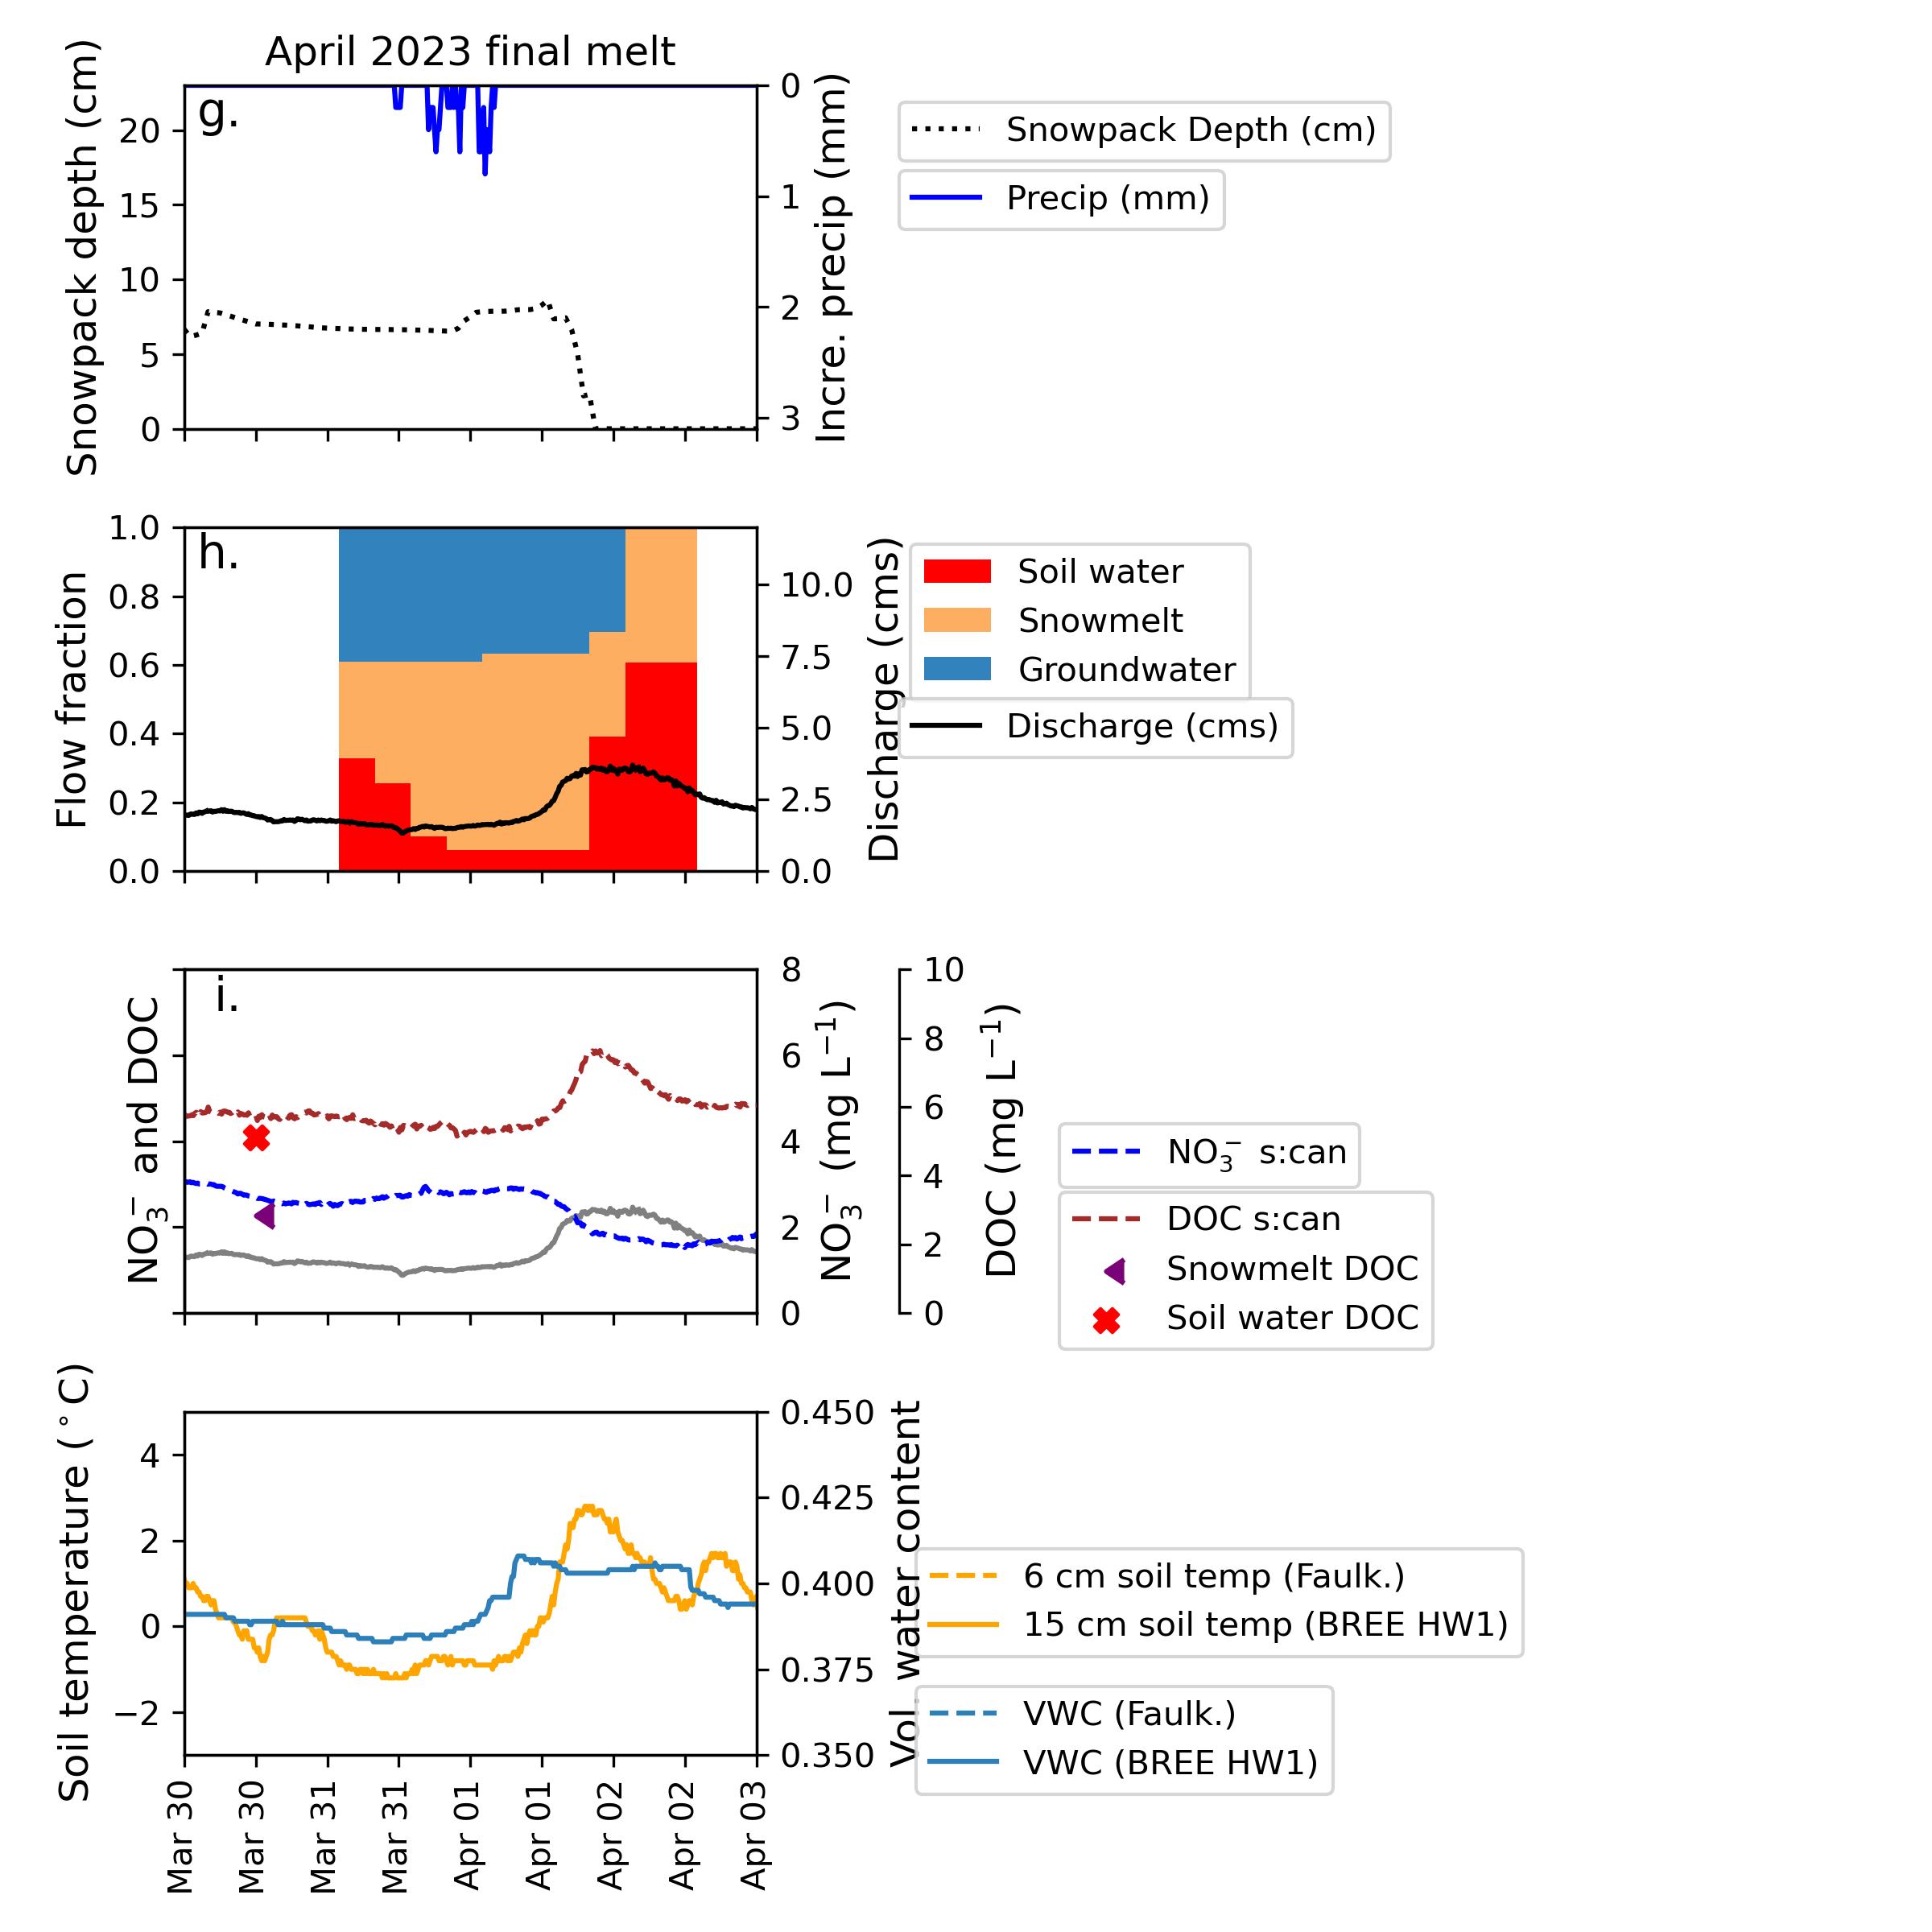 April 2023 final melt
g.
Snowpack depth (cm)
20
15
10
5
0
0
1
2
3
Incre. precip (mm)
Snowpack Depth (cm)
Precip (mm)
h.
Flow fraction
1.0
0.8
0.6
0.4
0.2
0.0
10.0
7.5
5.0
2.5
0.0
Discharge (cms)
Soil water
Snowmelt
Groundwater
Discharge (cms)
i.
NO₃⁻ and DOC
8
6
4
2
0
NO₃⁻ (mg L⁻¹)
10
8
6
4
2
0
DOC (mg L⁻¹)
NO₃⁻ s:can
DOC s:can
Snowmelt DOC
Soil water DOC
Soil temperature (°C)
4
2
0
−2
0.450
0.425
0.400
0.375
0.350
Vol. water content
6 cm soil temp (Faulk.)
15 cm soil temp (BREE HW1)
VWC (Faulk.)
VWC (BREE HW1)
Mar 30
Mar 30
Mar 31
Mar 31
Apr 01
Apr 01
Apr 02
Apr 02
Apr 03